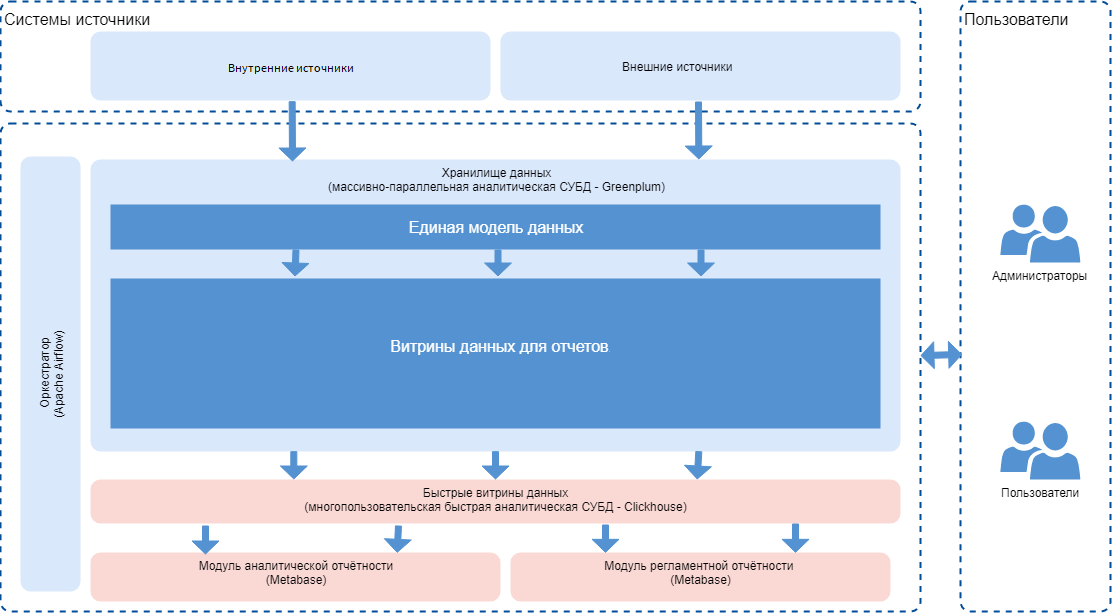 Системы источники
Пользователи
Внутренние источники
Внешние источники
Хранилище данных
(массивно-параллельная аналитическая СУБД - Greenplum)
Единая модель данных
Витрины данных для отчетов
Оркестратор
(Apache Airflow)
Администраторы
Пользователи
Быстрые витрины данных
(многопользовательская быстрая аналитическая СУБД - Clickhouse)
Модуль аналитической отчётности
(Metabase)
Модуль регламентной отчётности
(Metabase)